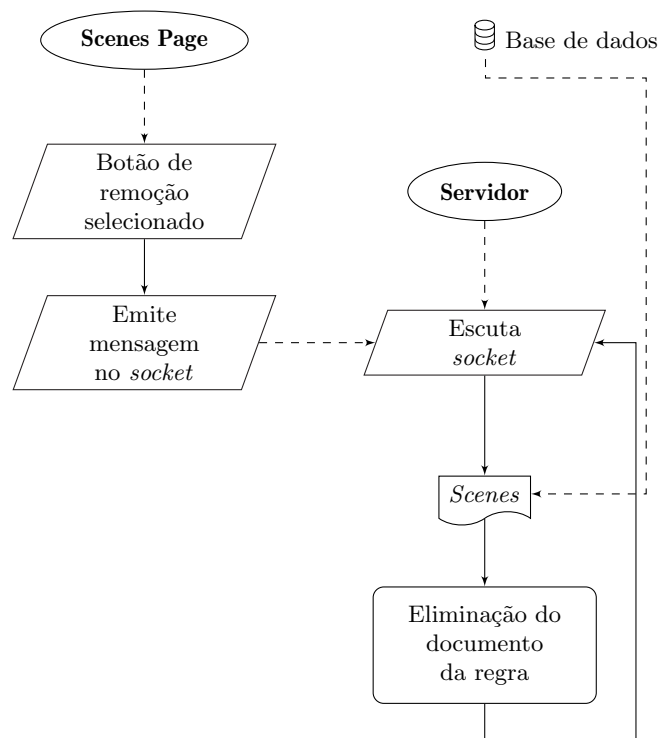 Scenes Page
Base de dados
Botão de
remoção
selecionado
Servidor
Emite
mensagem
no socket
Escuta
socket
Scenes
Eliminação do
documento
da regra